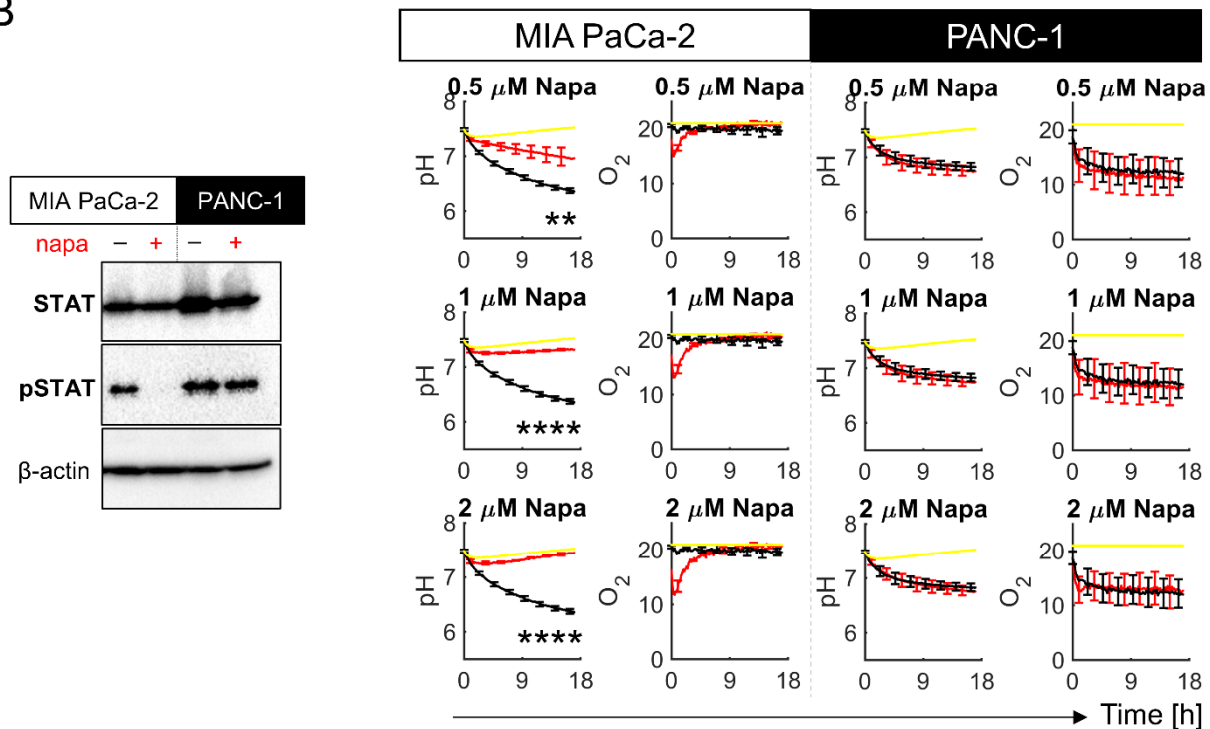 B
MIA PaCa-2 PANC-1
napa − + − +
STAT
pSTAT
β-actin
MIA PaCa-2 PANC-1
0.5 μM Napa 0.5 μM Napa 0.5 μM Napa 0.5 μM Napa
8 20 8 20
7 10 7 10
6 0 6 0
pH O2 pH O2
**
0 9 18 0 9 18 0 9 18 0 9 18
1 μM Napa 1 μM Napa 1 μM Napa 1 μM Napa
8 20 8 20
7 10 7 10
6 0 6 0
pH O2 pH O2
****
0 9 18 0 9 18 0 9 18 0 9 18
2 μM Napa 2 μM Napa 2 μM Napa 2 μM Napa
8 20 8 20
7 10 7 10
6 0 6 0
pH O2 pH O2
****
0 9 18 0 9 18 0 9 18 0 9 18
Time [h]